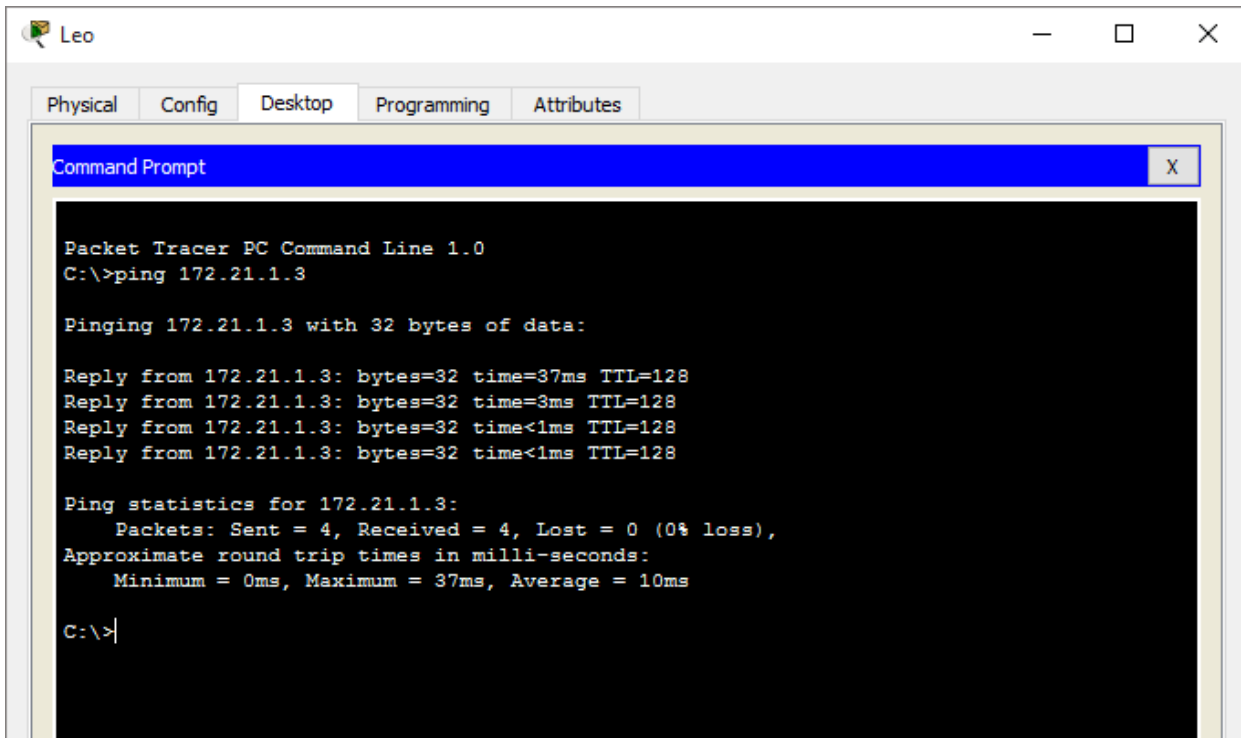 Leo
Physical Config Desktop Programming Attributes
Command Prompt X
Packet Tracer PC Command Line 1.0
C:\>ping 172.21.1.3
Pinging 172.21.1.3 with 32 bytes of data:
Reply from 172.21.1.3: bytes=32 time=37ms TTL=128
Reply from 172.21.1.3: bytes=32 time=3ms TTL=128
Reply from 172.21.1.3: bytes=32 time<1ms TTL=128
Reply from 172.21.1.3: bytes=32 time<1ms TTL=128
Ping statistics for 172.21.1.3:
Packets: Sent = 4, Received = 4, Lost = 0 (0% loss),
Approximate round trip times in milli-seconds:
Minimum = 0ms, Maximum = 37ms, Average = 10ms
C:\>